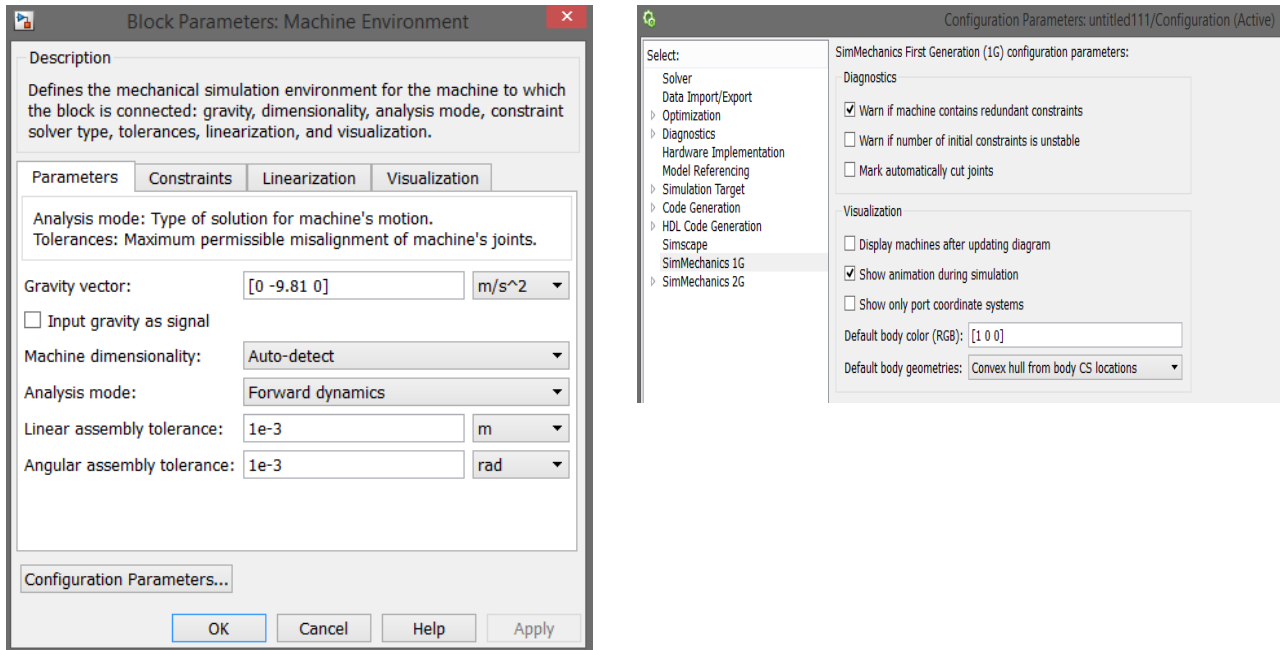 Block Parameters: Machine Environment
Description
Defines the mechanical simulation environment for the machine to which
the block is connected: gravity, dimensionality, analysis mode, constraint
solver type, tolerances, linearization, and visualization.
Parameters Constraints Linearization Visualization
Analysis mode: Type of solution for machine's motion.
Tolerances: Maximum permissible misalignment of machine's joints.
Gravity vector: [0 -9.81 0] m/s^2
Input gravity as signal
Machine dimensionality: Auto-detect
Analysis mode: Forward dynamics
Linear assembly tolerance: 1e-3 m
Angular assembly tolerance: 1e-3 rad
Configuration Parameters...
OK Cancel Help Apply
Configuration Parameters: untitled111/Configuration (Active)
Select:
Solver
Data Import/Export
Optimization
Diagnostics
Hardware Implementation
Model Referencing
Simulation Target
Code Generation
HDL Code Generation
Simscape
SimMechanics 1G
SimMechanics 2G
SimMechanics First Generation (1G) configuration parameters:
Diagnostics
Warn if machine contains redundant constraints
Warn if number of initial constraints is unstable
Mark automatically cut joints
Visualization
Display machines after updating diagram
Show animation during simulation
Show only port coordinate systems
Default body color (RGB): [1 0 0]
Default body geometries: Convex hull from body CS locations